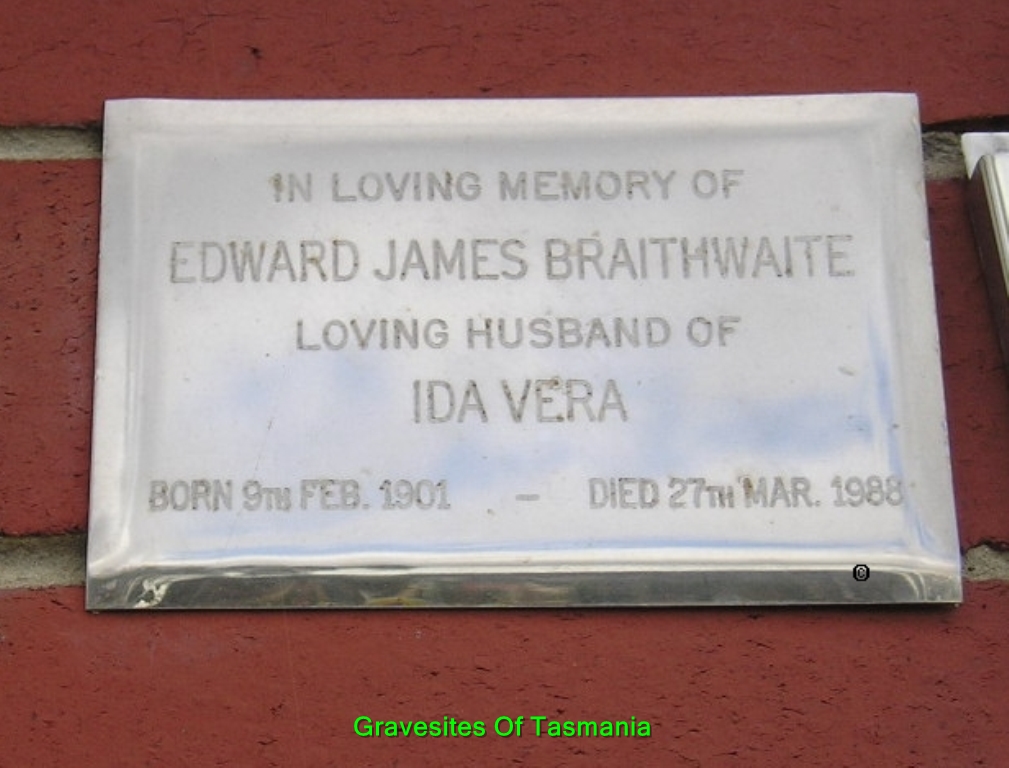 IN LOVING MEMORY OF
EDWARD JAMES BRAITHWAITE
LOVING HUSBAND OF
IDA VERA
BORN 9TH FEB. 1901 – DIED 27TH MAR. 1988
©
Gravesites Of Tasmania